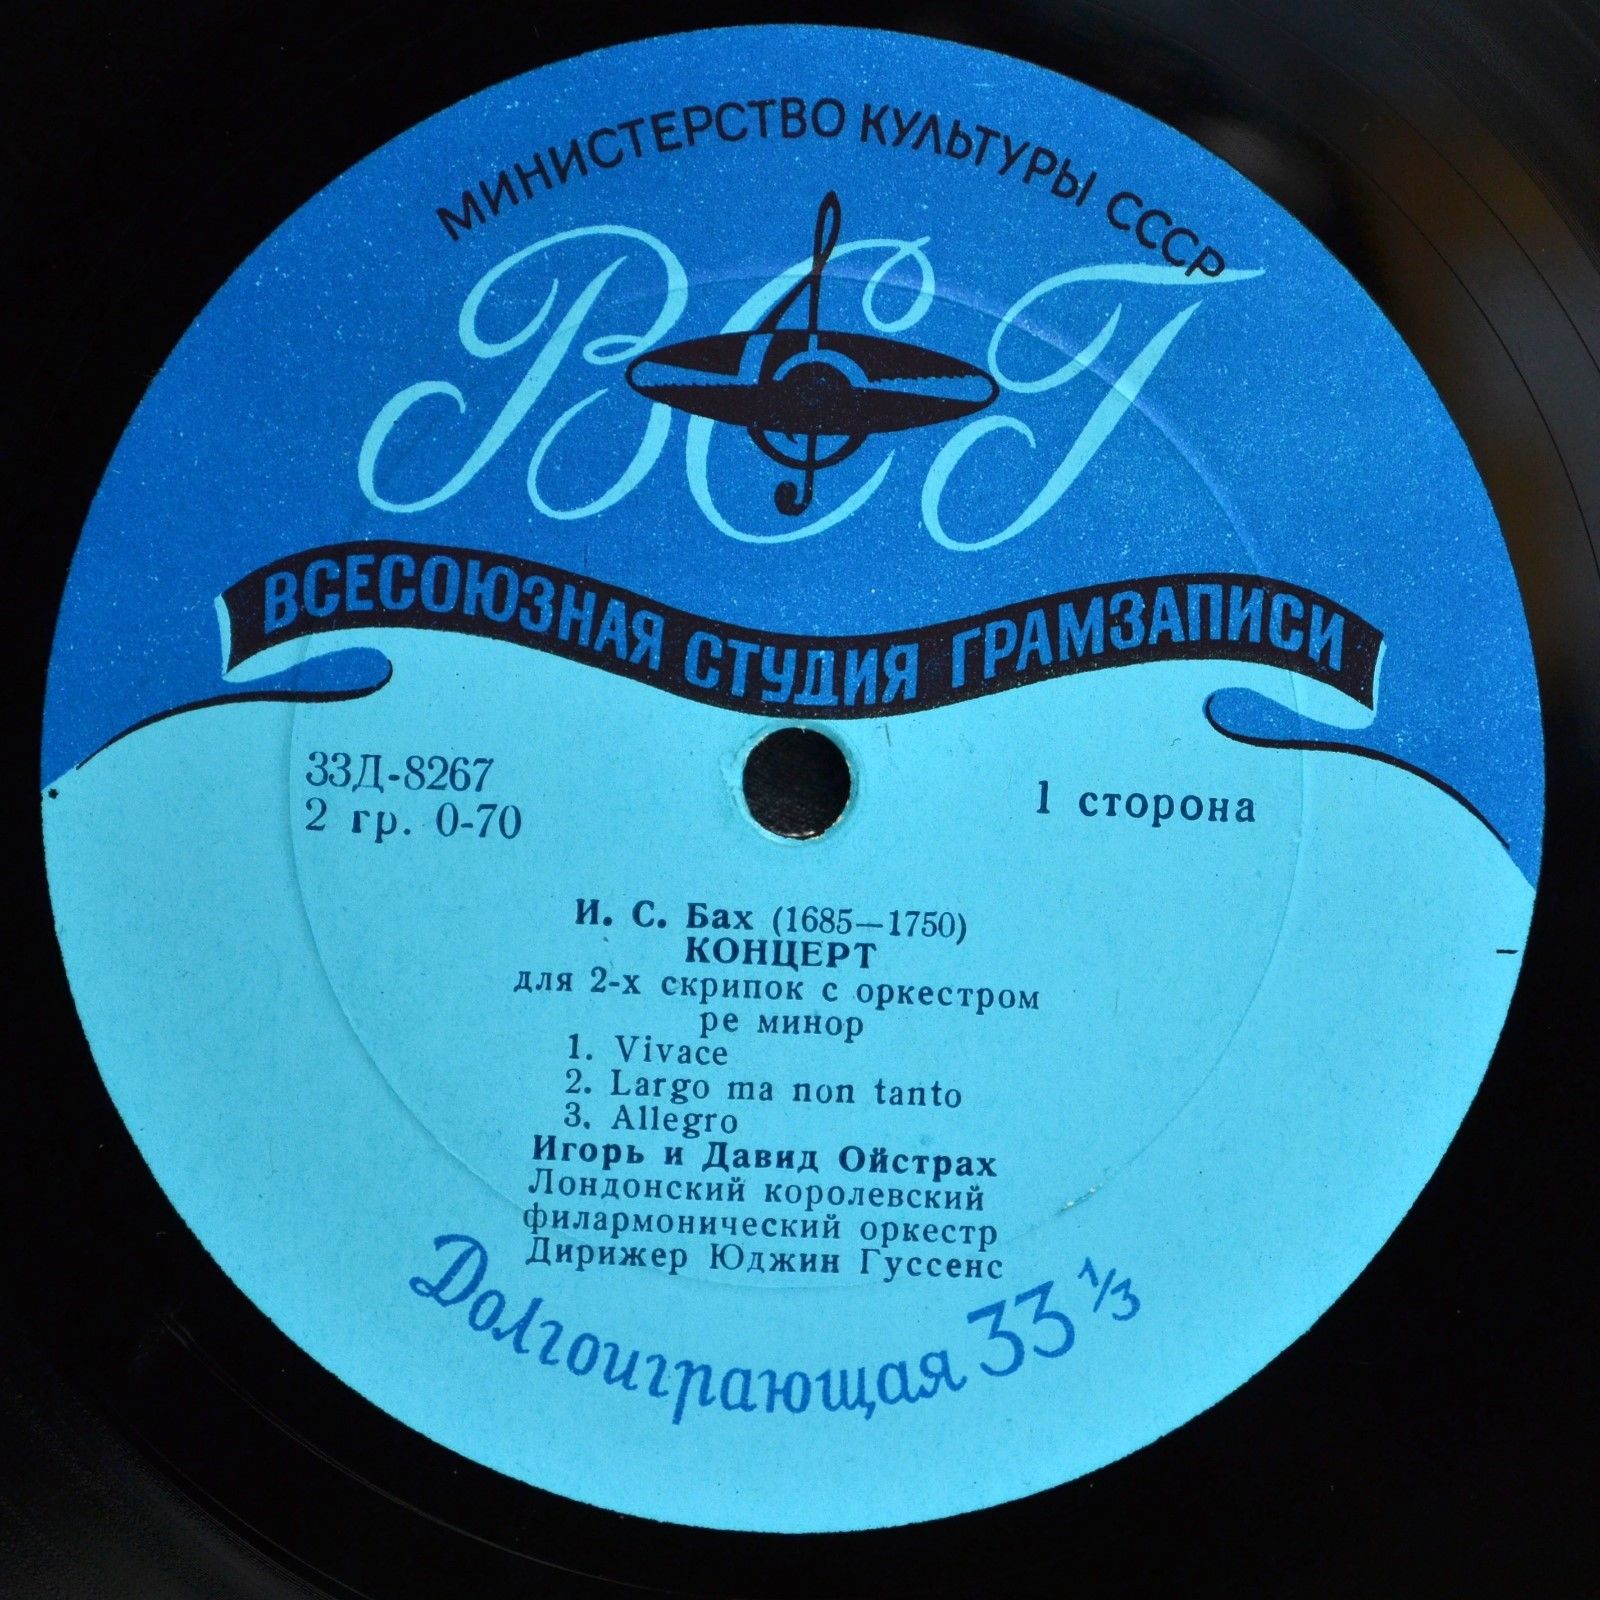 МИНИСТЕРСТВО КУЛЬТУРЫ СССР
ВСГ
ВСЕСОЮЗНАЯ СТУДИЯ ГРАМЗАПИСИ
33Д-8267
2 гр. 0-70
1 сторона
И. С. Бах (1685—1750)
КОНЦЕРТ
для 2-х скрипок с оркестром
ре минор
1. Vivace
2. Largo ma non tanto
3. Allegro
Игорь и Давид Ойстрах
Лондонский королевский
филармонический оркестр
Дирижер Юджин Гуссенс
Долгоиграющая 33 1/3